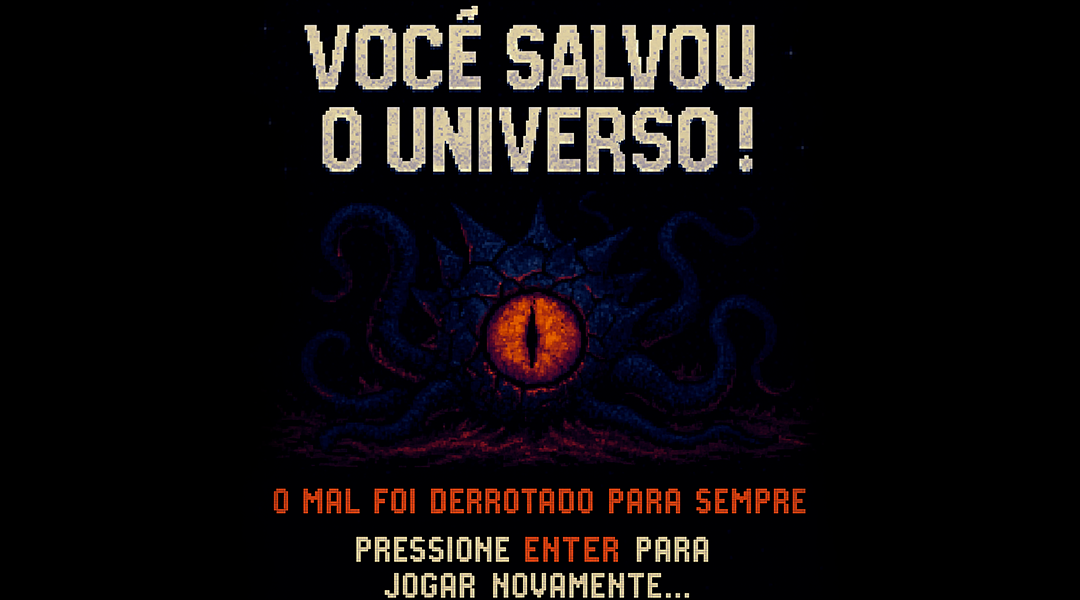 VOCÊ SALVOU
O UNIVERSO!
O MAL FOI DERROTADO PARA SEMPRE
PRESSIONE ENTER PARA
JOGAR NOVAMENTE...